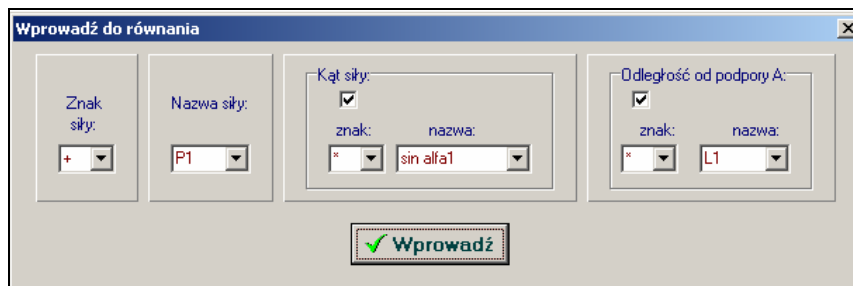 Wprowadź do równania
Znak
siły:
+
Nazwa siły:
P1
Kąt siły:
znak:
nazwa:
*
sin alfa1
Odległość od podpory A:
znak:
nazwa:
*
L1
Wprowadź